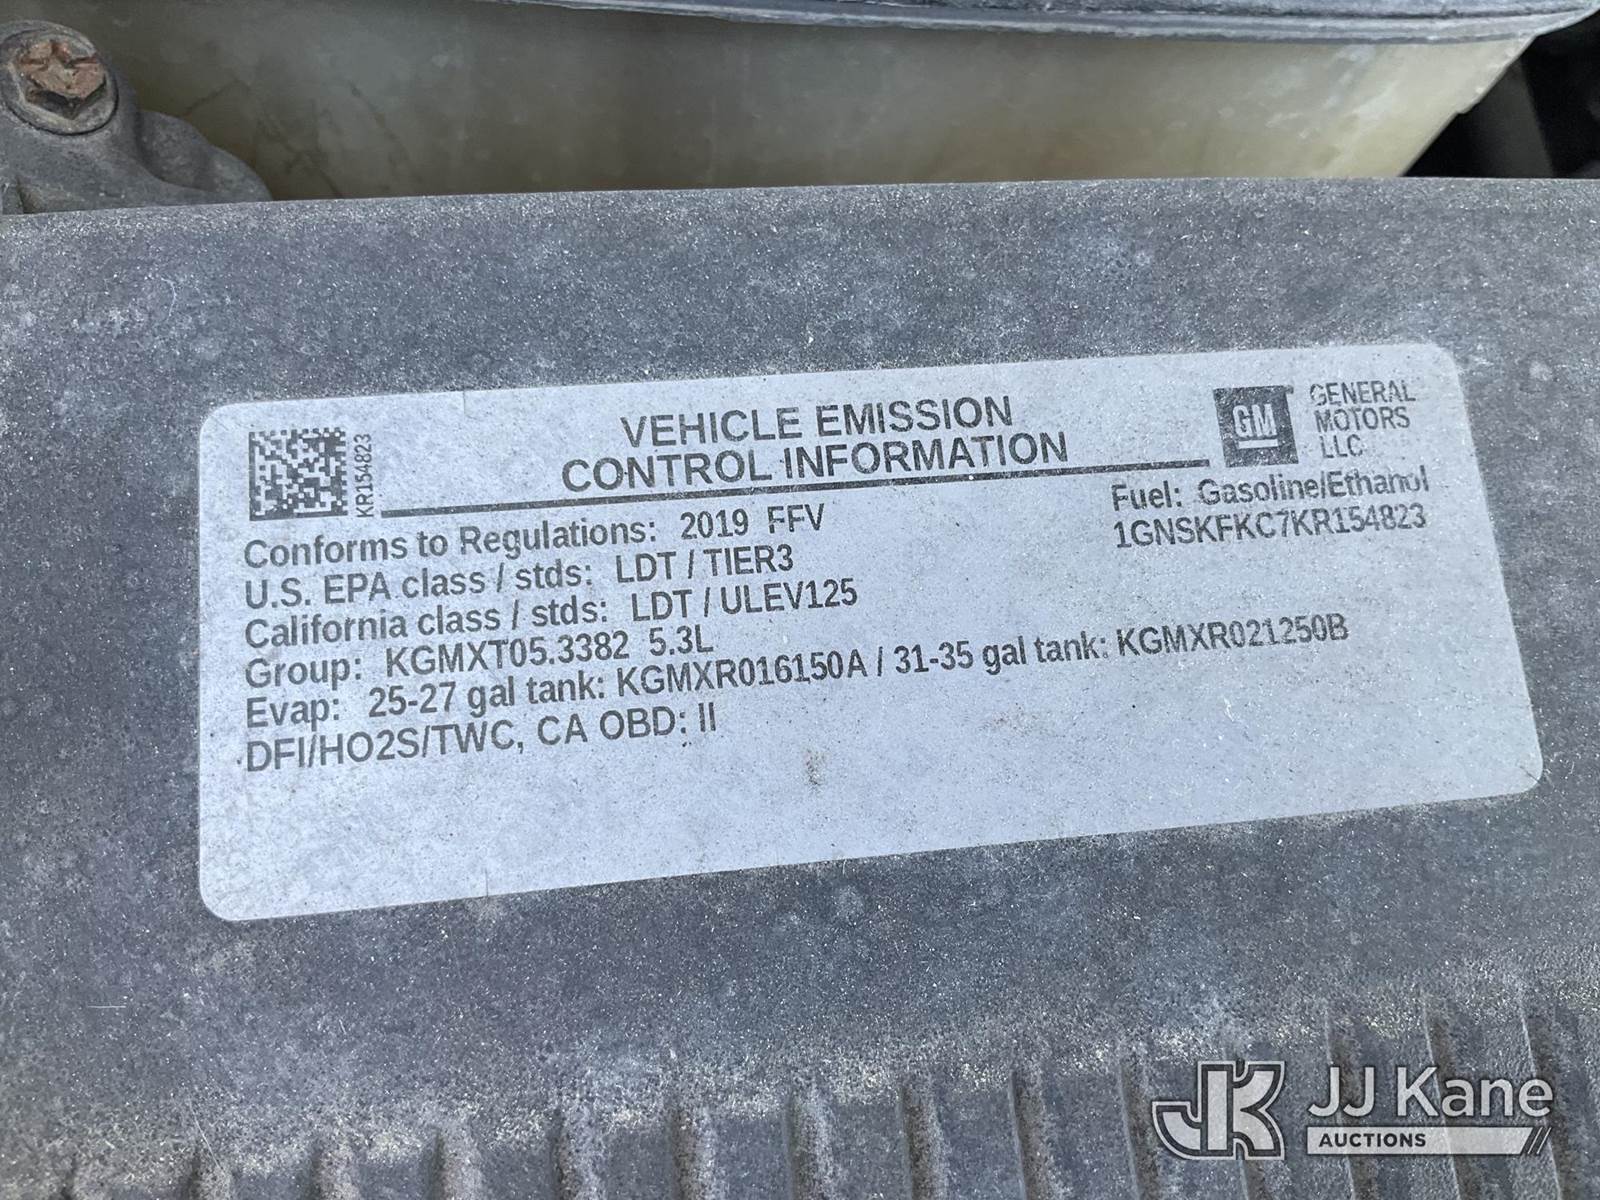 KR154823
VEHICLE EMISSION
CONTROL INFORMATION
GM
GENERAL
MOTORS
LLC
Conforms to Regulations: 2019 FFV
Fuel: Gasoline/Ethanol
U.S. EPA class / stds: LDT / TIER3
1GNSKFKC7KR154823
California class / stds: LDT / ULEV125
Group: KGMXT05.3382 5.3L
Evap: 25-27 gal tank: KGMXR016150A / 31-35 gal tank: KGMXR021250B
DFI/HO2S/TWC, CA OBD: II
JK JJ Kane
AUCTIONS